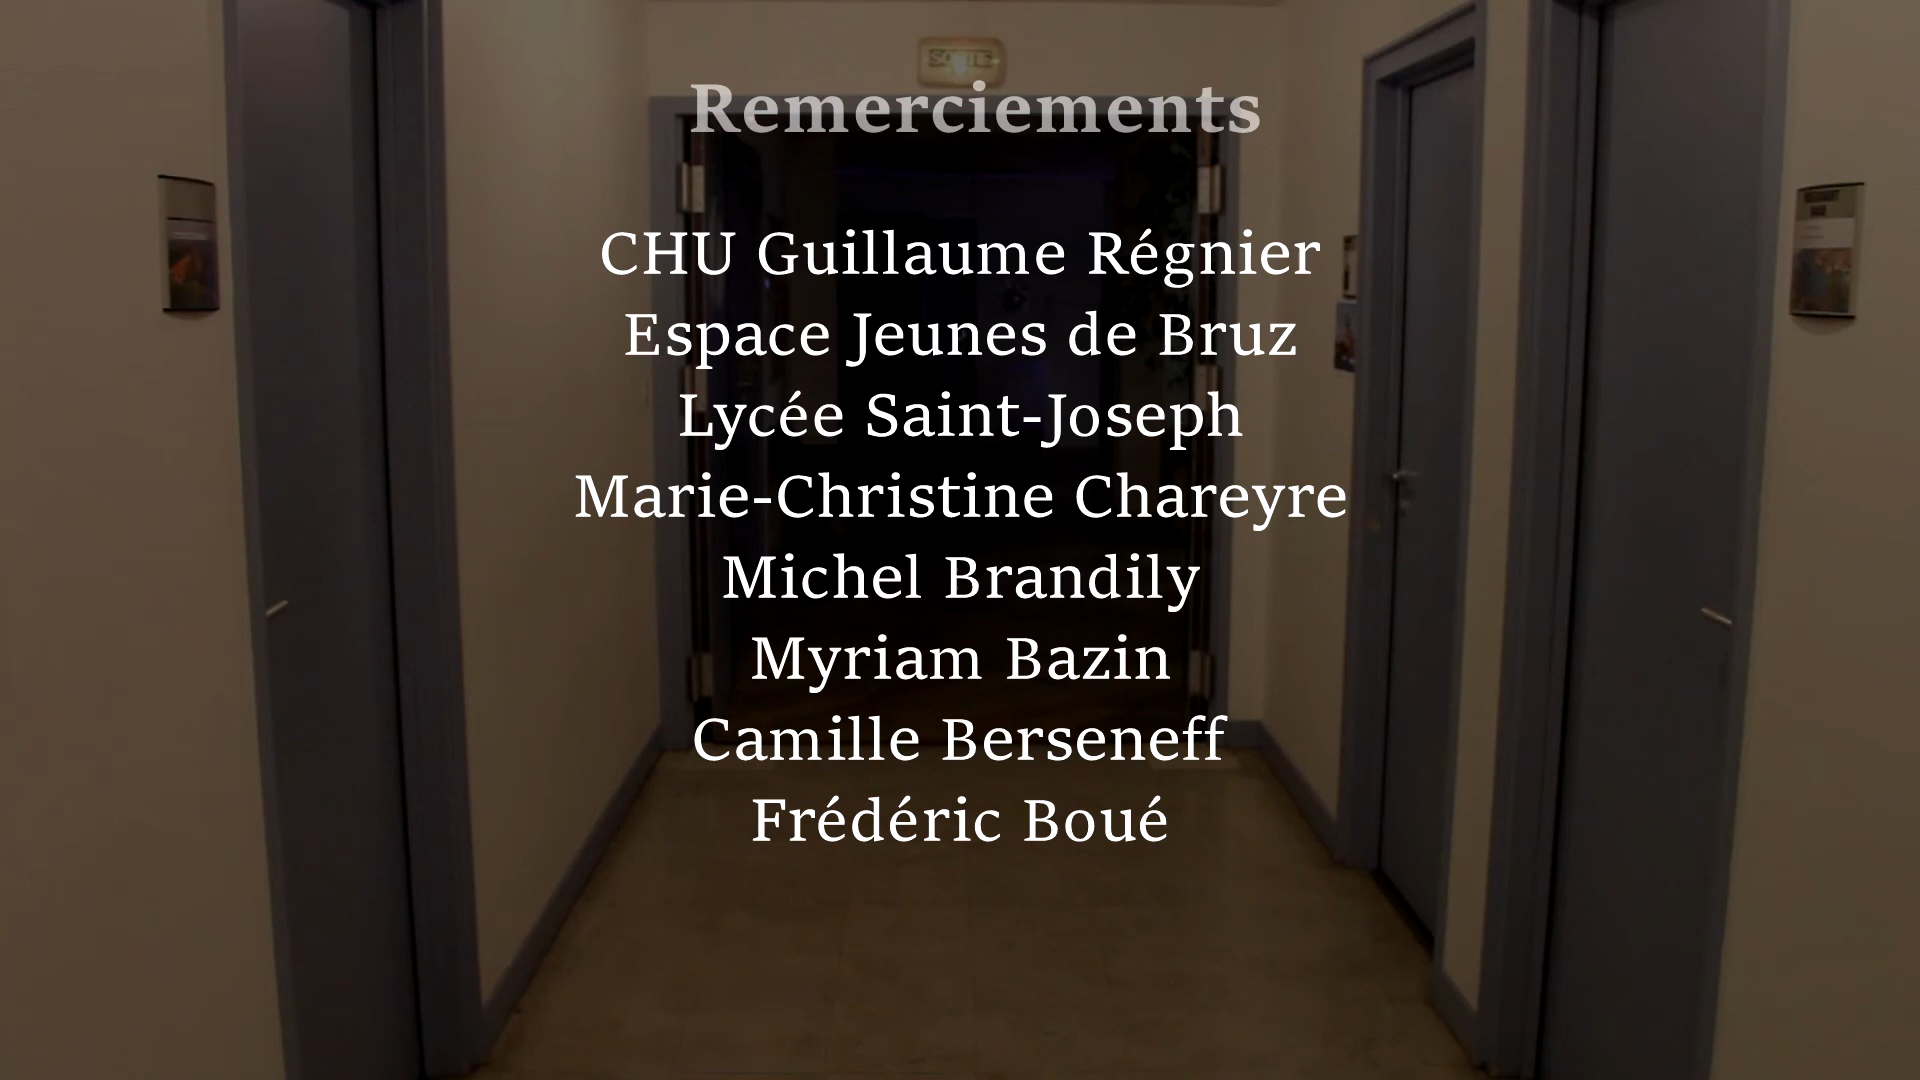 SORTIE
Remerciements
CHU Guillaume Régnier
Espace Jeunes de Bruz
Lycée Saint-Joseph
Marie-Christine Chareyre
Michel Brandily
Myriam Bazin
Camille Berseneff
Frédéric Boué